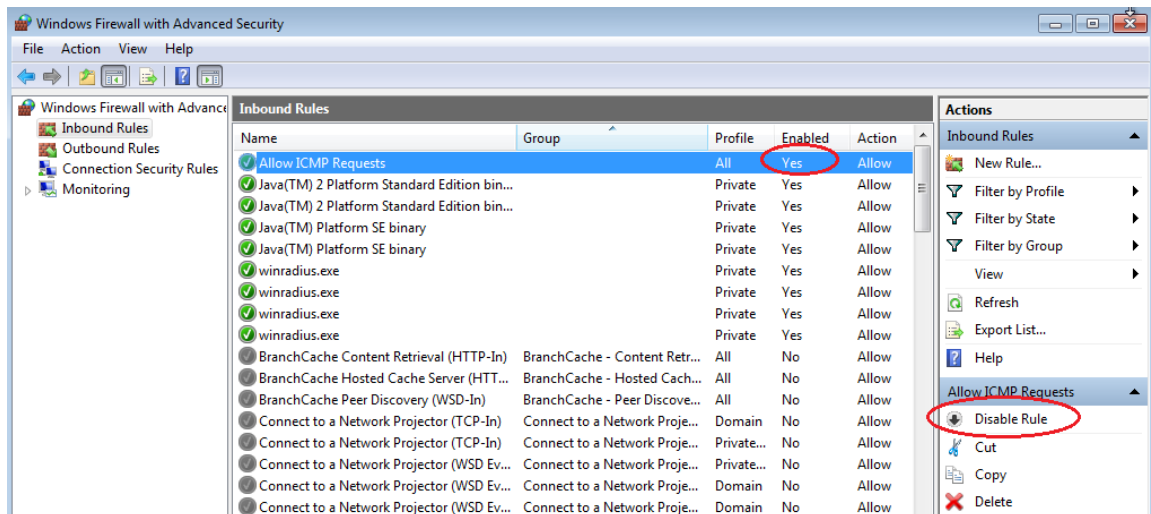 Windows Firewall with Advanced Security
File Action View Help
Windows Firewall with Advance
Inbound Rules
Outbound Rules
Connection Security Rules
Monitoring
Inbound Rules
Name Group Profile Enabled Action
Allow ICMP Requests All Yes Allow
Java(TM) 2 Platform Standard Edition bin... Private Yes Allow
Java(TM) 2 Platform Standard Edition bin... Private Yes Allow
Java(TM) Platform SE binary Private Yes Allow
Java(TM) Platform SE binary Private Yes Allow
winradius.exe Private Yes Allow
winradius.exe Private Yes Allow
winradius.exe Private Yes Allow
winradius.exe Private Yes Allow
BranchCache Content Retrieval (HTTP-In) BranchCache - Content Retr... All No Allow
BranchCache Hosted Cache Server (HTT... BranchCache - Hosted Cach... All No Allow
BranchCache Peer Discovery (WSD-In) BranchCache - Peer Discove... All No Allow
Connect to a Network Projector (TCP-In) Connect to a Network Proje... Domain No Allow
Connect to a Network Projector (TCP-In) Connect to a Network Proje... Private... No Allow
Connect to a Network Projector (WSD Ev... Connect to a Network Proje... Private... No Allow
Connect to a Network Projector (WSD Ev... Connect to a Network Proje... Domain No Allow
Connect to a Network Projector (WSD Ev... Connect to a Network Proje... Domain No Allow
Actions
Inbound Rules
New Rule...
Filter by Profile
Filter by State
Filter by Group
View
Refresh
Export List...
Help
Allow ICMP Requests
Disable Rule
Cut
Copy
Delete